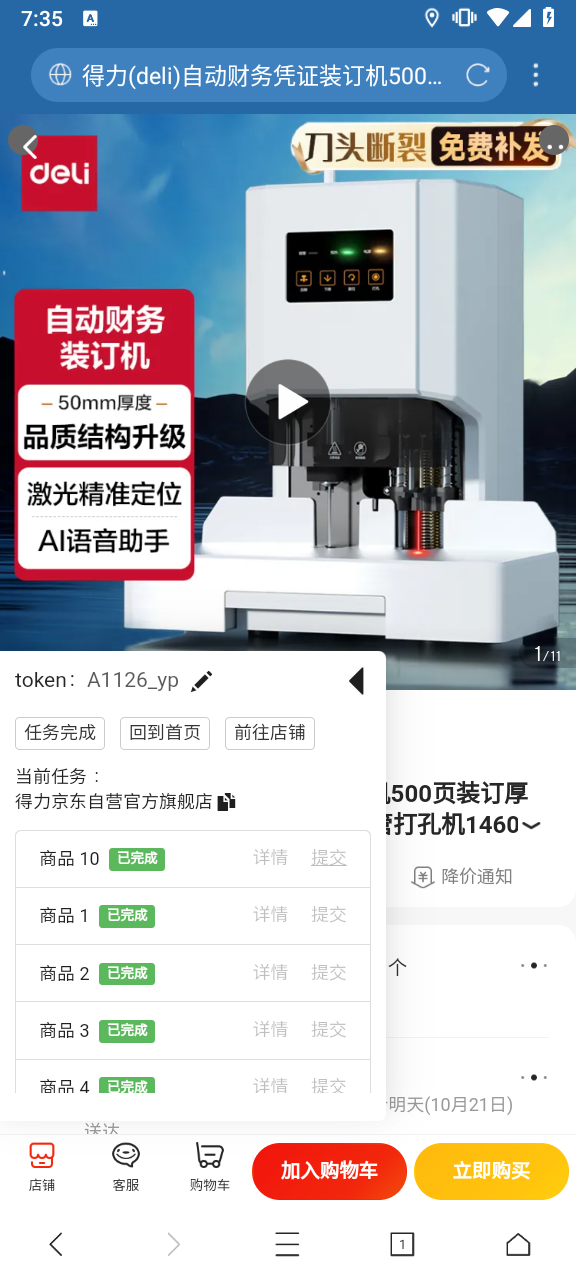 7:35
得力(deli)自动财务凭证装订机500...
刀头断裂 免费补发
deli
自动财务
装订机
50mm厚度
品质结构升级
激光精准定位
AI语音助手
1/11
token: A1126_yp
任务完成 回到首页 前往店铺
当前任务：
得力京东自营官方旗舰店
商品 10 已完成 详情 提交
商品 1 已完成 详情 提交
商品 2 已完成 详情 提交
商品 3 已完成 详情 提交
商品 4 已完成 详情 提交
机500页装订厚
管打孔机1460
降价通知
个
明天(10月21日)
送达
店铺 客服 购物车 加入购物车 立即购买
1